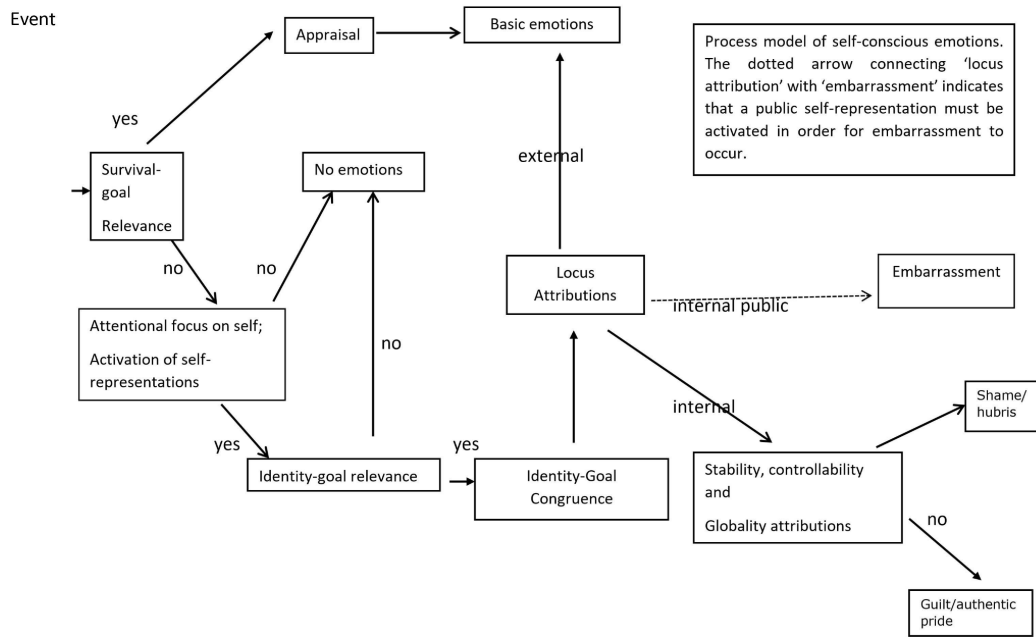 Event
Appraisal
Basic emotions
Process model of self-conscious emotions.
The dotted arrow connecting ‘locus
attribution’ with ‘embarrassment’ indicates
that a public self-representation must be
activated in order for embarrassment to
occur.
yes
external
Survival-
goal
Relevance
No emotions
no
no
Locus
Attributions
Embarrassment
internal public
Attentional focus on self;
Activation of self-
representations
no
internal
Shame/
hubris
yes
yes
Identity-goal relevance
Identity-Goal
Congruence
Stability, controllability
and
Globality attributions
no
Guilt/authentic
pride